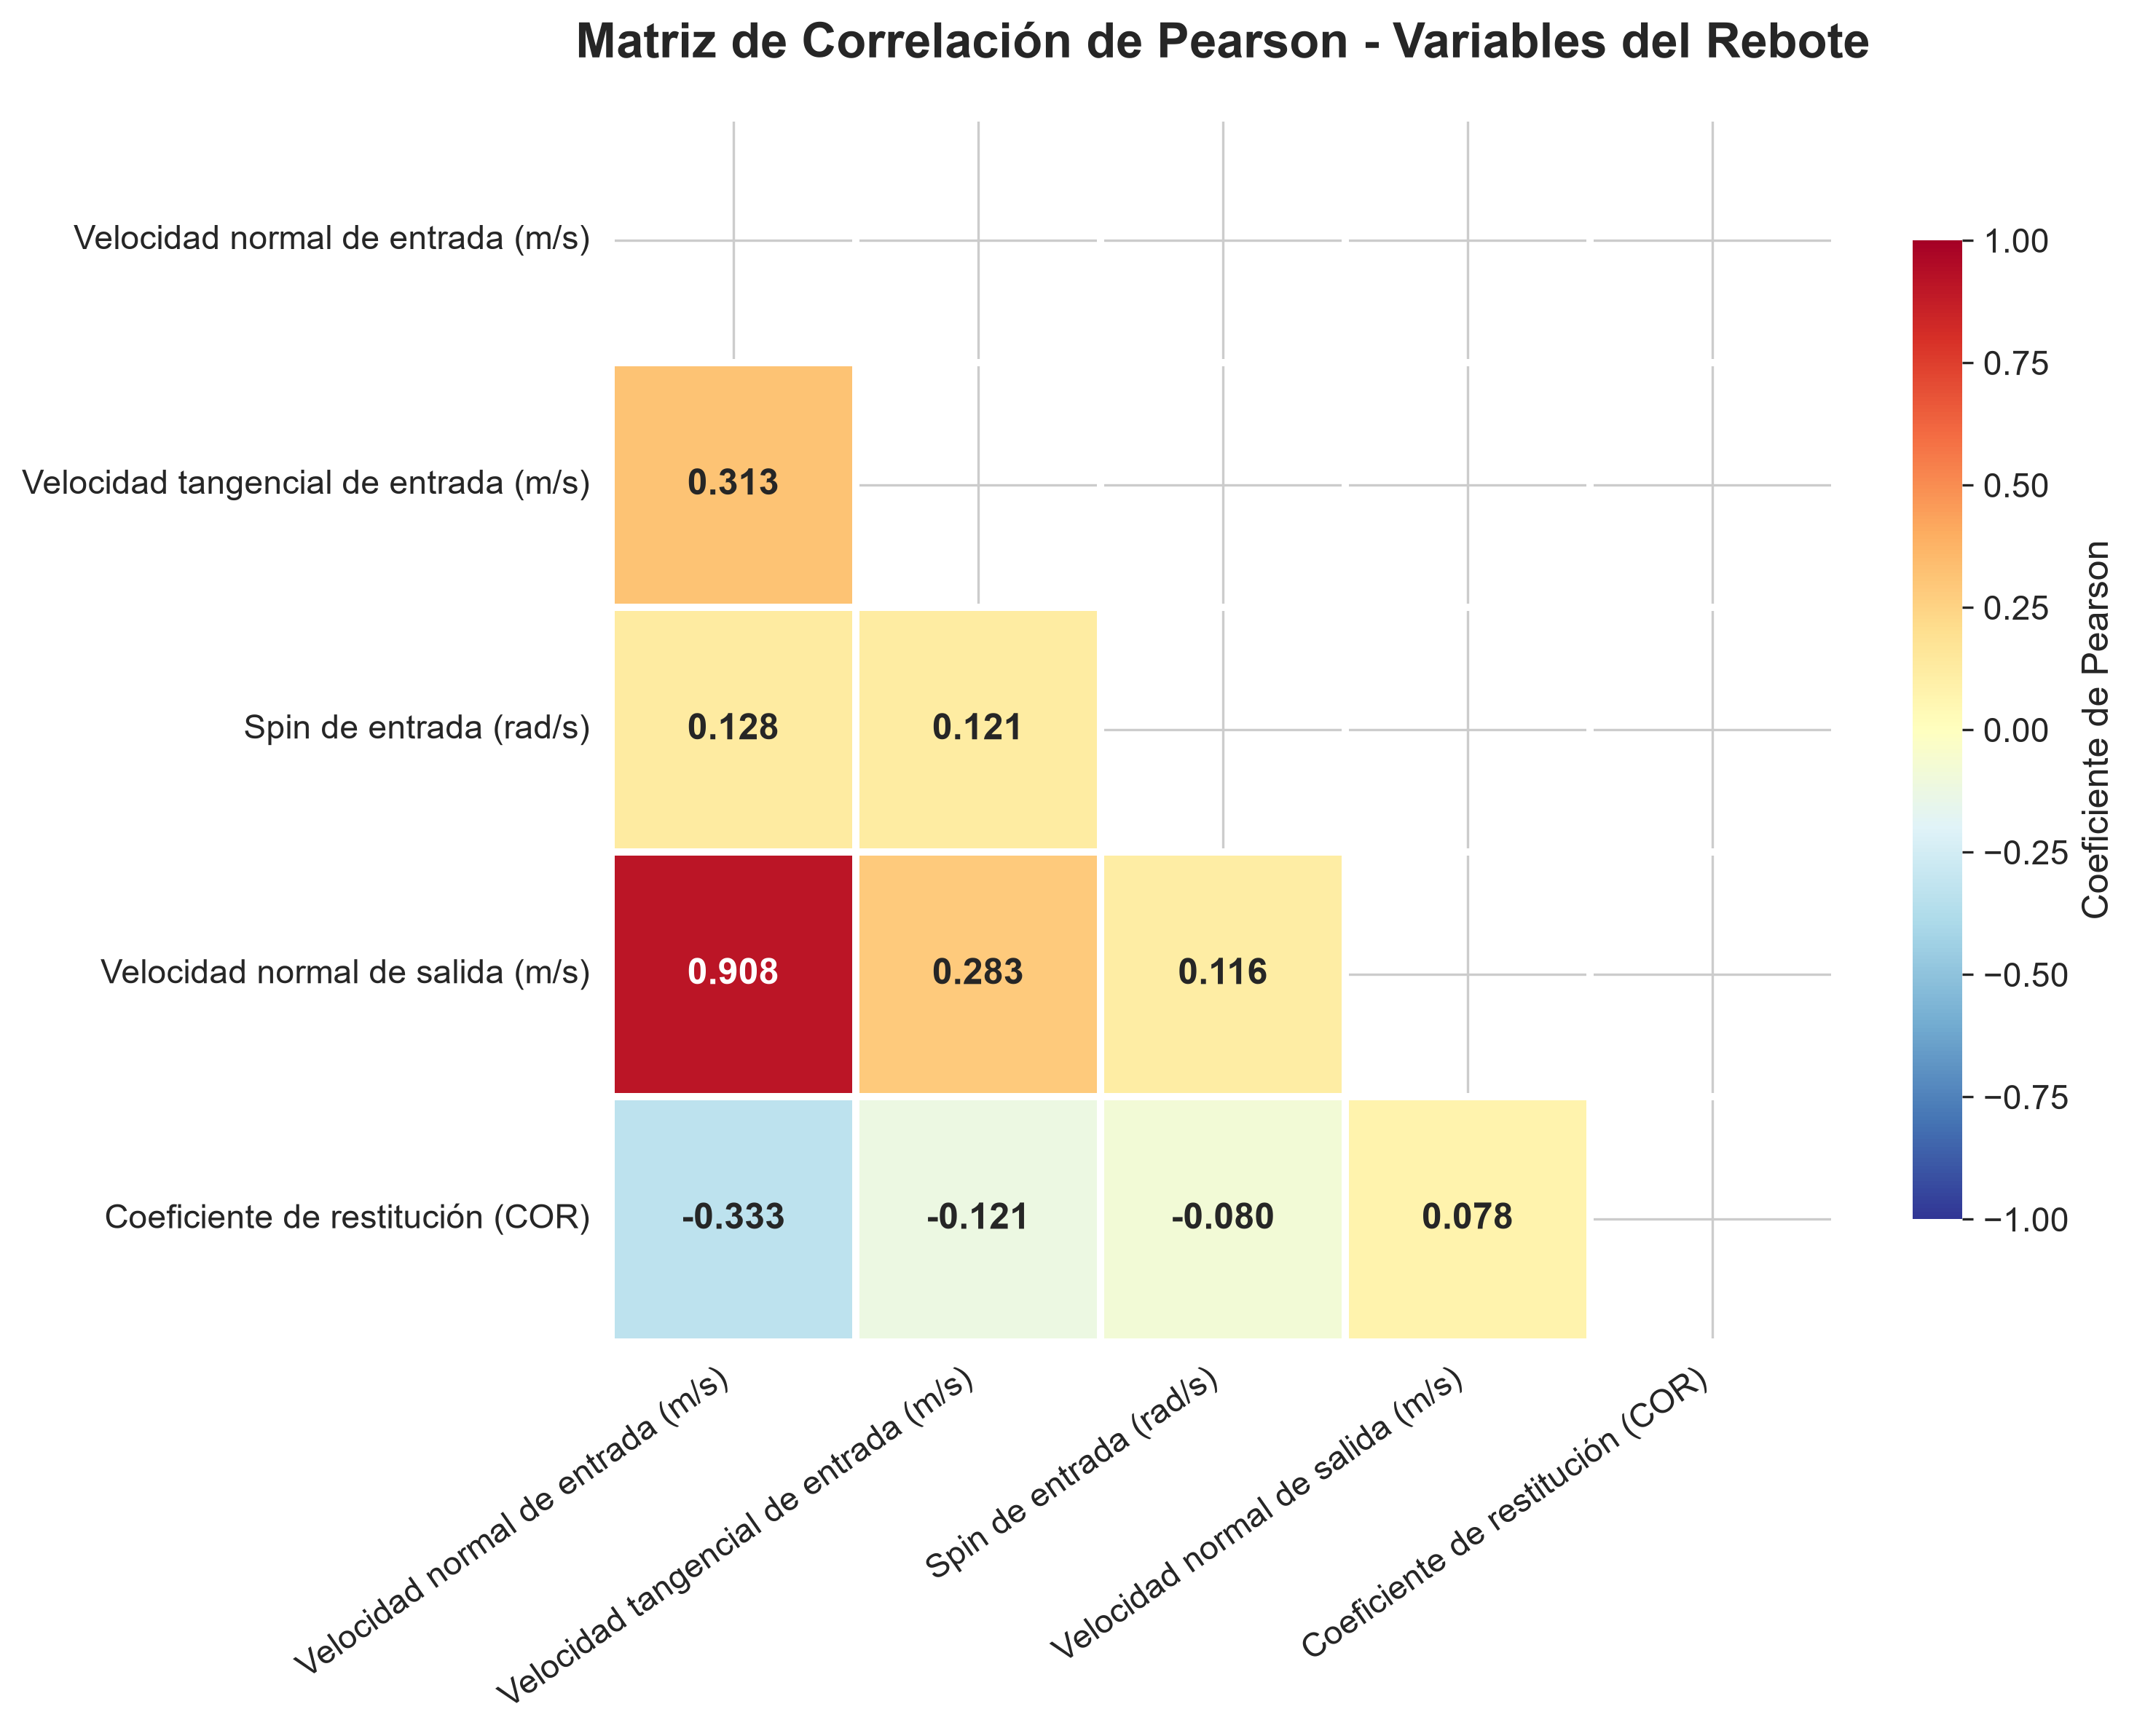 Matriz de Correlación de Pearson - Variables del Rebote
Velocidad normal de entrada (m/s)
Velocidad tangencial de entrada (m/s)
0.313
Spin de entrada (rad/s)
0.128 0.121
Velocidad normal de salida (m/s)
0.908 0.283 0.116
Coeficiente de restitución (COR)
-0.333 -0.121 -0.080 0.078
Velocidad normal de entrada (m/s)
Velocidad tangencial de entrada (m/s)
Spin de entrada (rad/s)
Velocidad normal de salida (m/s)
Coeficiente de restitución (COR)
1.00
0.75
0.50
0.25
0.00
−0.25
−0.50
−0.75
−1.00
Coeficiente de Pearson